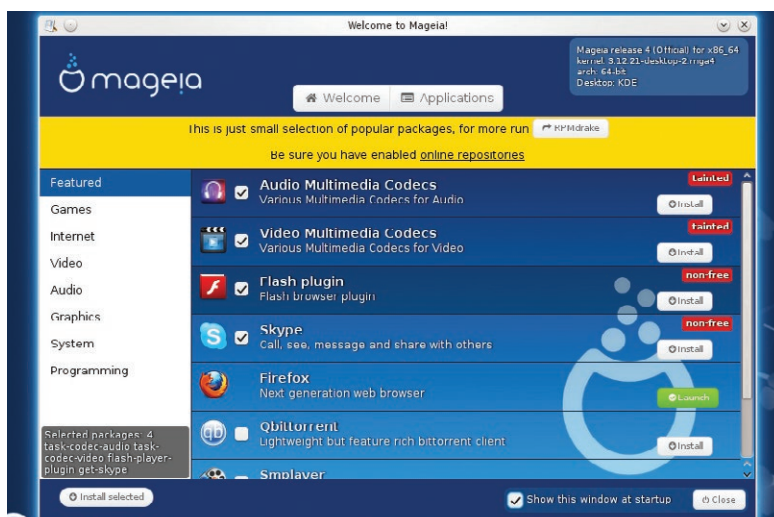 Welcome to Mageia!
mageia
Mageia release 4 (Official) for x86_64
kernel: 3.12.21-desktop-2.mga4
arch: 64-bit
Desktop: KDE
Welcome
Applications
This is just small selection of popular packages, for more run RPMdrake
Be sure you have enabled online repositories
Featured
Games
Internet
Video
Audio
Graphics
System
Programming
Selected packages: 4
task-codec-audio task-
codec-video flash-player-
plugin get-skype
Audio Multimedia Codecs
Various Multimedia Codecs for Audio
tainted
Install
Video Multimedia Codecs
Various Multimedia Codecs for Video
tainted
Install
Flash plugin
Flash browser plugin
non-free
Install
Skype
Call, see, message and share with others
non-free
Install
Firefox
Next generation web browser
Launch
qb
Qbittorrent
Lightweight but feature rich bittorrent client
Install
Smplayer
Install selected
Show this window at startup
Close